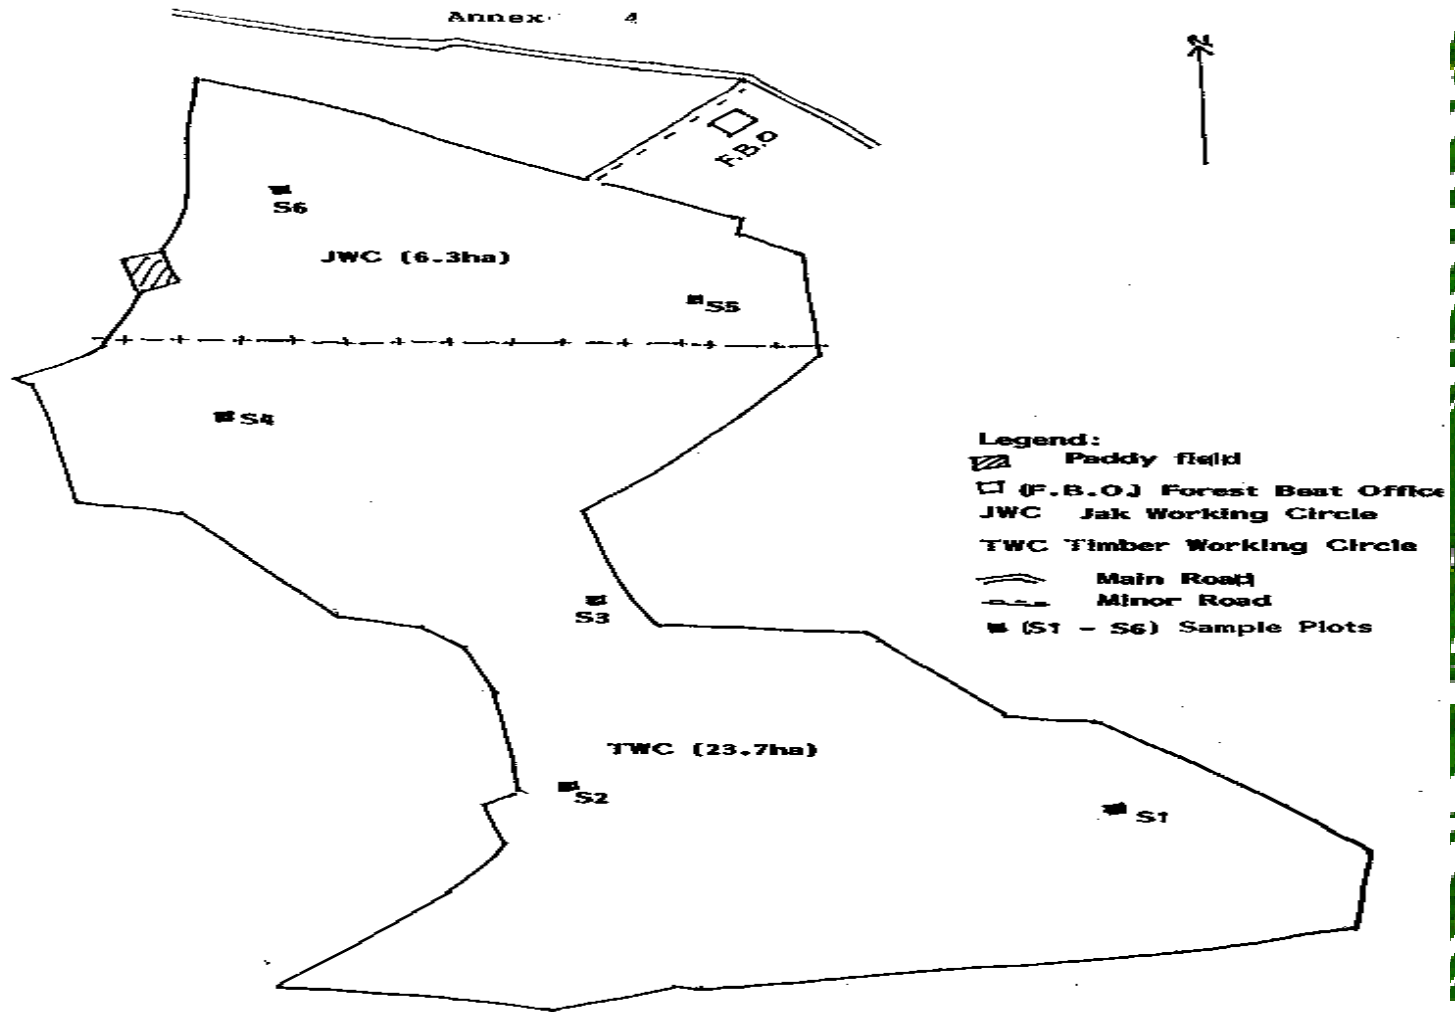 Annex 4
N
F.B.O
S6
JWC (6.3ha)
S5
S4
Legend:
Paddy field
(F.B.O) Forest Beat Office
JWC Jak Working Circle
TWC Timber Working Circle
Main Road
Minor Road
(S1 - S6) Sample Plots
S3
TWC (23.7ha)
S2
S1